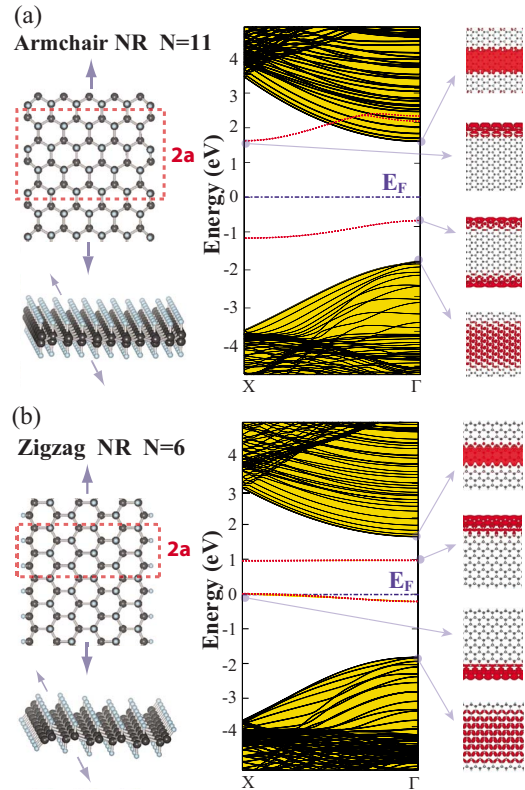 (a)
Armchair NR N=11
2a
Energy (eV)
4
3
2
1
0
-1
-2
-3
-4
E_F
X
Γ
(b)
Zigzag NR N=6
2a
Energy (eV)
4
3
2
1
0
-1
-2
-3
-4
E_F
X
Γ